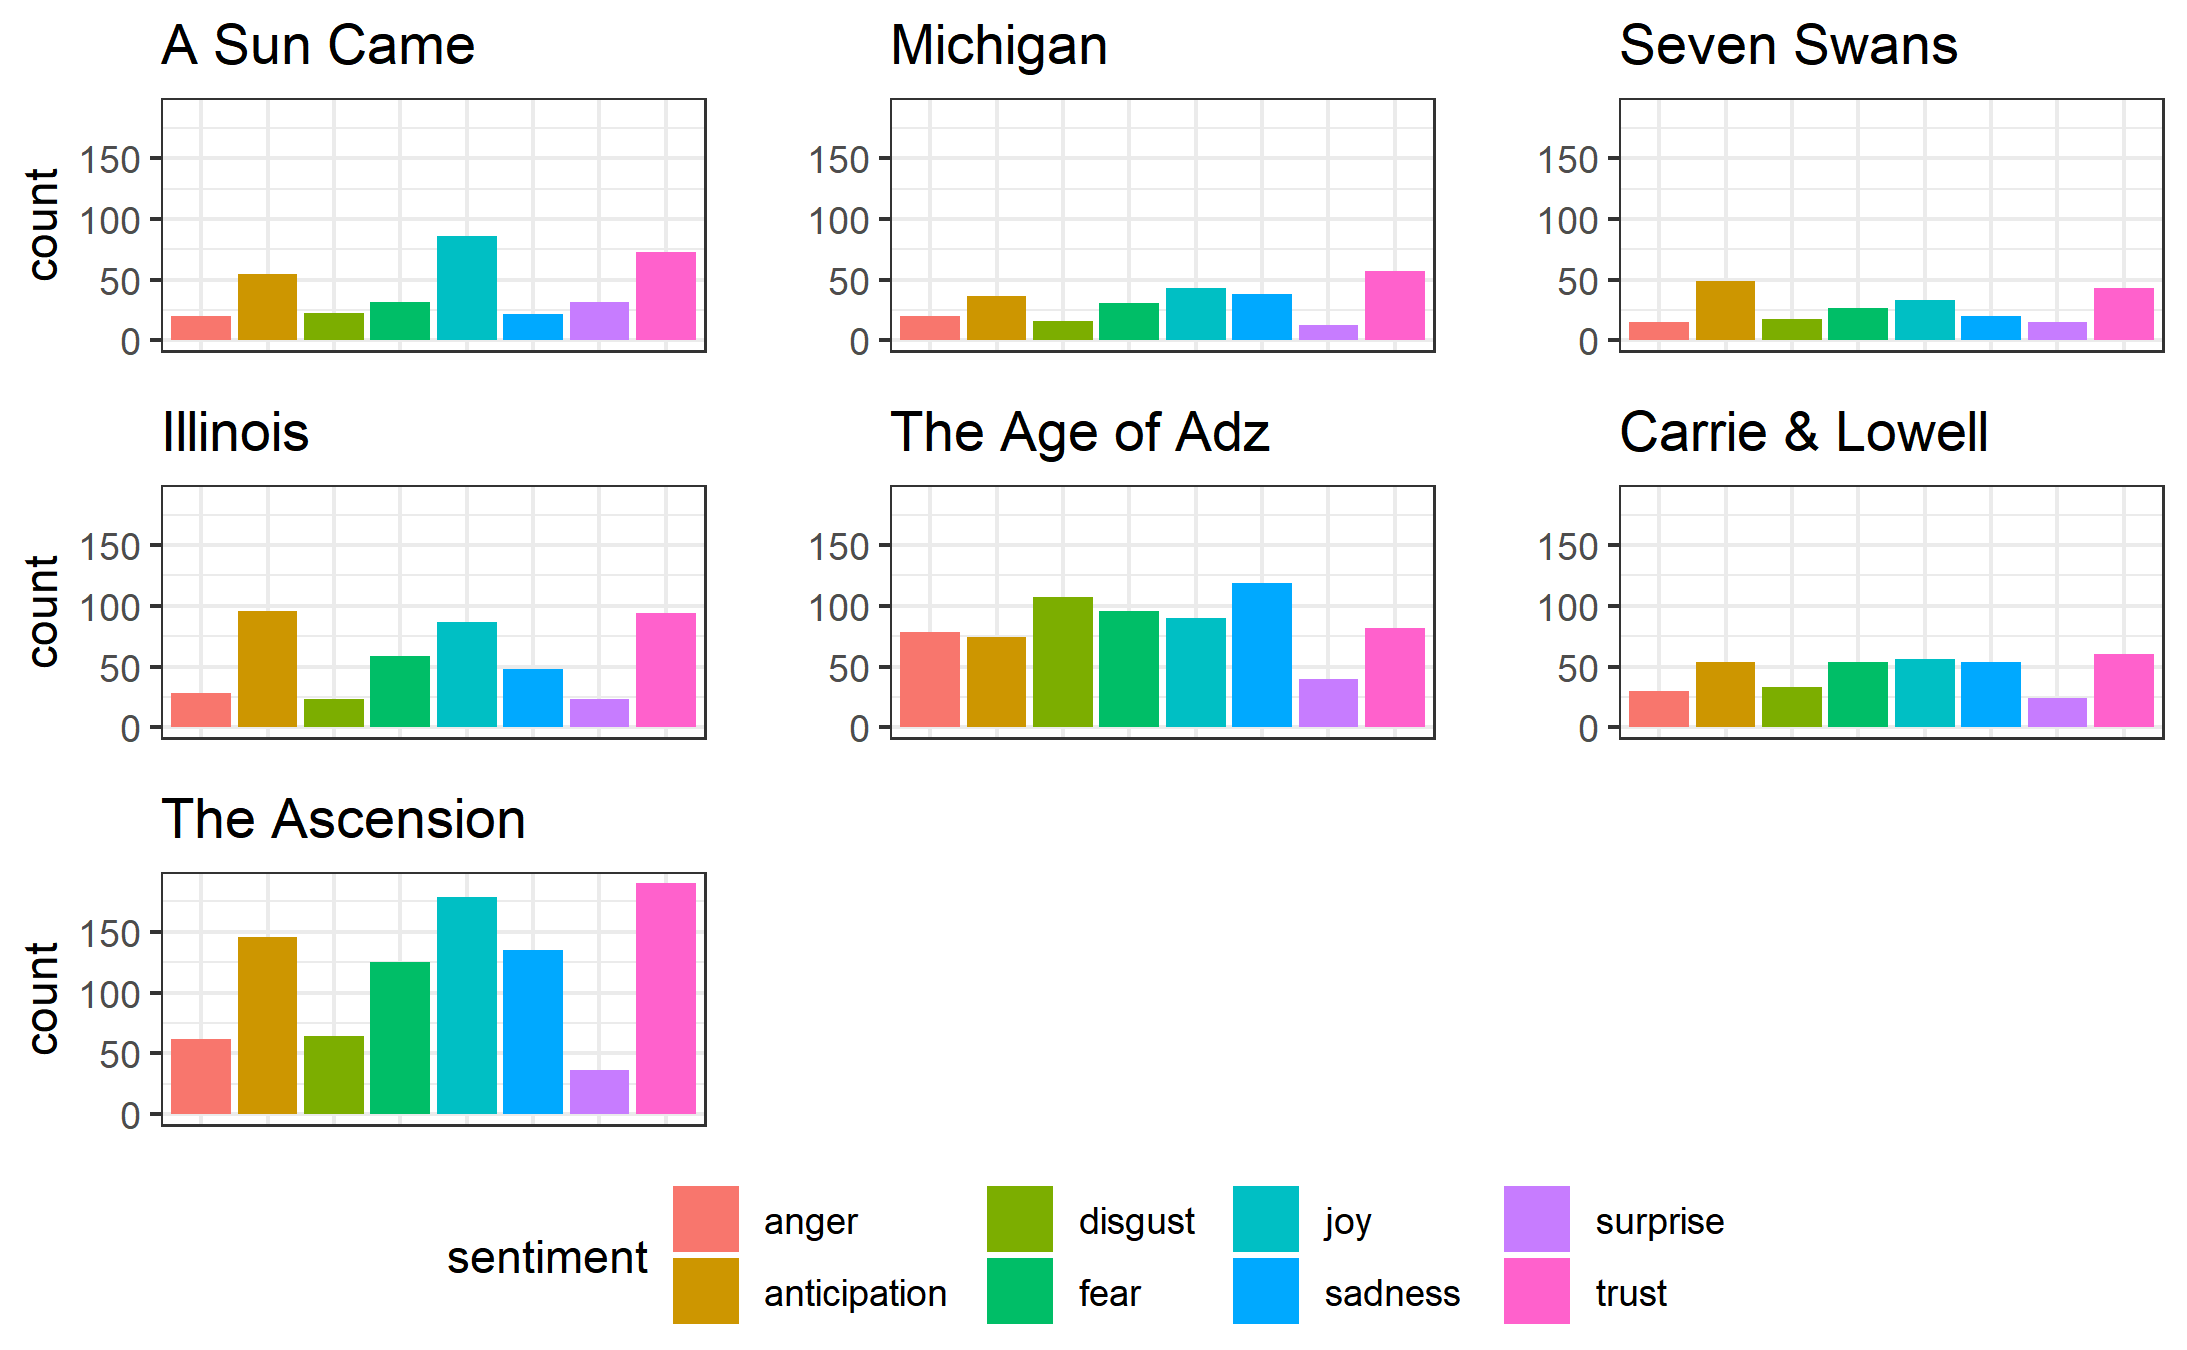 A Sun Came
Michigan
Seven Swans
count
150
100
50
0
150
100
50
0
150
100
50
0
Illinois
The Age of Adz
Carrie & Lowell
count
150
100
50
0
150
100
50
0
150
100
50
0
The Ascension
count
150
100
50
0
sentiment
anger
disgust
joy
surprise
anticipation
fear
sadness
trust